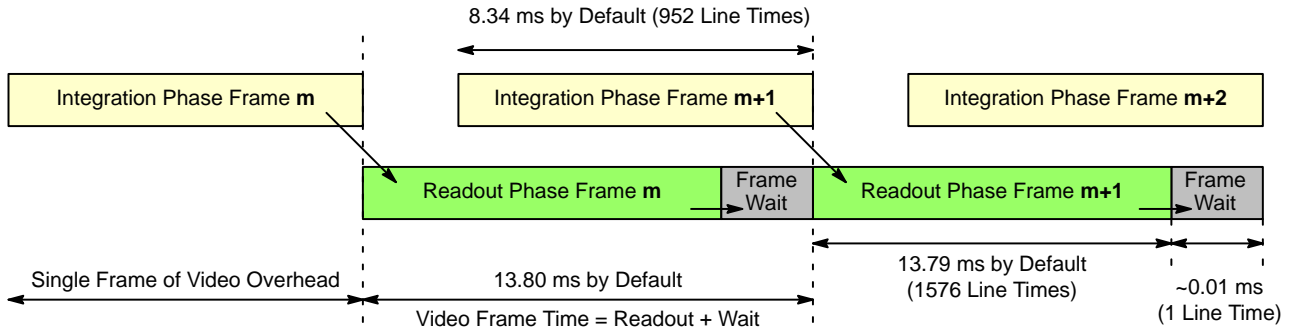 8.34 ms by Default (952 Line Times)
Integration Phase Frame m
Integration Phase Frame m+1
Integration Phase Frame m+2
Readout Phase Frame m
Frame
Wait
Readout Phase Frame m+1
Frame
Wait
Single Frame of Video Overhead
13.80 ms by Default
Video Frame Time = Readout + Wait
13.79 ms by Default
(1576 Line Times)
~0.01 ms
(1 Line Time)